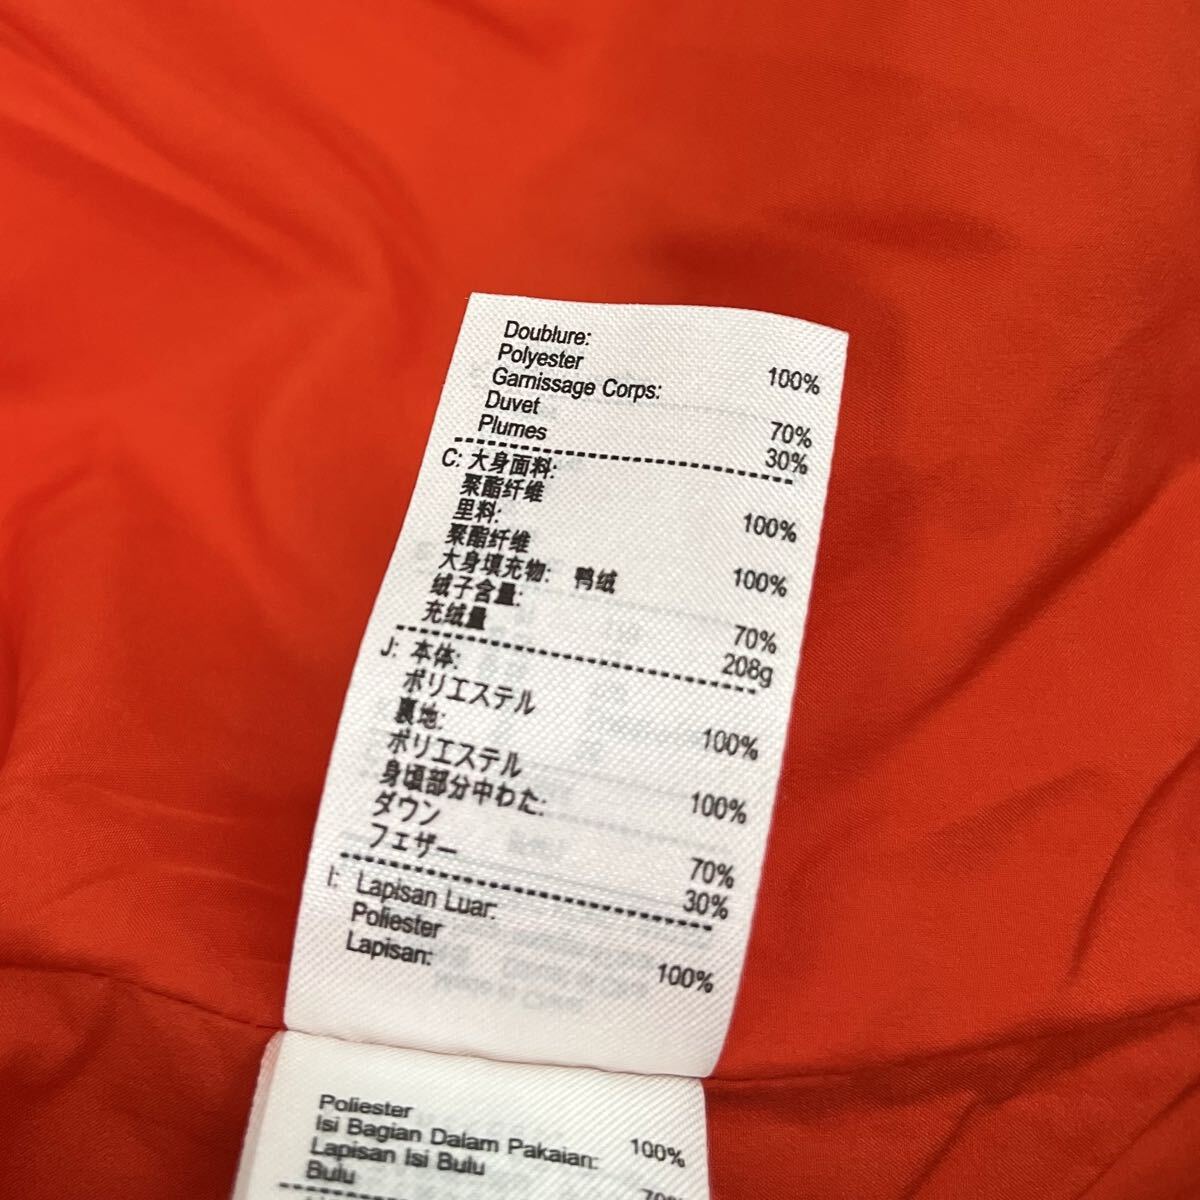 Doublure:
Polyester 100%
Garnissage Corps:
Duvet 70%
Plumes 30%
C: 大身面料:
聚酯纤维 100%
里料:
聚酯纤维 100%
大身填充物: 鸭绒
绒子含量: 70%
充绒量 208g
J: 本体:
ポリエステル 100%
裏地:
ポリエステル 100%
身頃部分中わた:
ダウン 70%
フェザー 30%
I: Lapisan Luar:
Poliester 100%
Lapisan:
Poliester 100%
Isi Bagian Dalam Pakaian:
Lapisan Isi Bulu 70%
Bulu